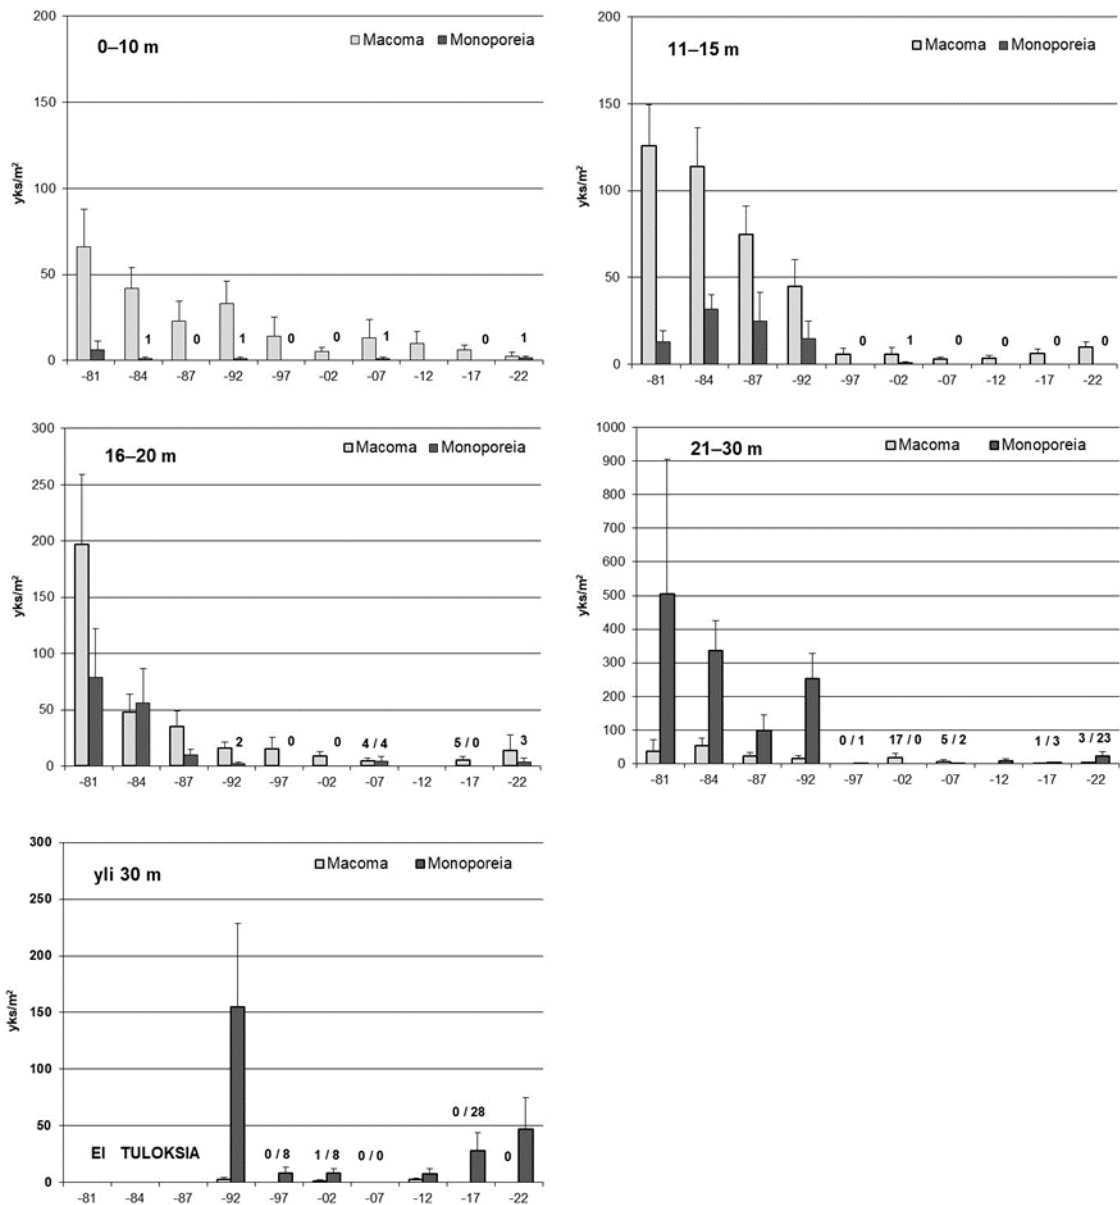 200
150
100
50
0
yks/m²
0–10 m
Macoma Monoporeia
1 0 1 0 0 1 0 1
-81 -84 -87 -92 -97 -02 -07 -12 -17 -22
200
150
100
50
0
yks/m²
11–15 m
Macoma Monoporeia
0 1 0 0 0 0
-81 -84 -87 -92 -97 -02 -07 -12 -17 -22
300
250
200
150
100
50
0
yks/m²
16–20 m
Macoma Monoporeia
2 0 0 4 / 4 5 / 0 3
-81 -84 -87 -92 -97 -02 -07 -12 -17 -22
1000
900
800
700
600
500
400
300
200
100
0
yks/m²
21–30 m
Macoma Monoporeia
0 / 1 17 / 0 5 / 2 1 / 3 3 / 23
-81 -84 -87 -92 -97 -02 -07 -12 -17 -22
300
250
200
150
100
50
0
yks/m²
yli 30 m
Macoma Monoporeia
EI TULOKSIA 0 / 8 1 / 8 0 / 0 0 / 28 0
-81 -84 -87 -92 -97 -02 -07 -12 -17 -22